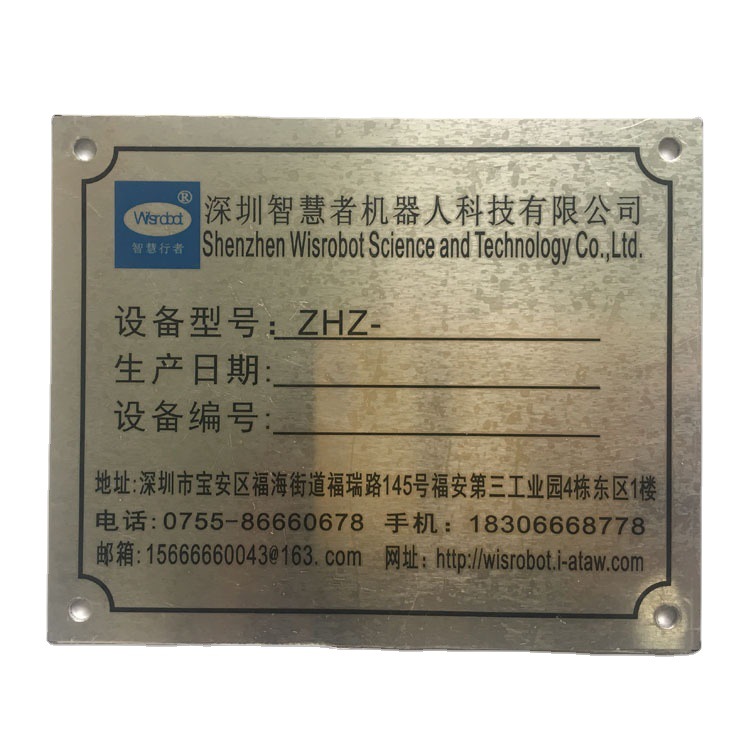 Wisrobot®
智慧行者
深圳智慧者机器人科技有限公司
Shenzhen Wisrobot Science and Technology Co.,Ltd.
设备型号: ZHZ-
生产日期:
设备编号:
地址:深圳市宝安区福海街道福瑞路145号福安第三工业园4栋东区1楼
电话:0755-86660678 手机:18306668778
邮箱:15666660043@163.com 网址:http://wisrobot.i-ataw.com